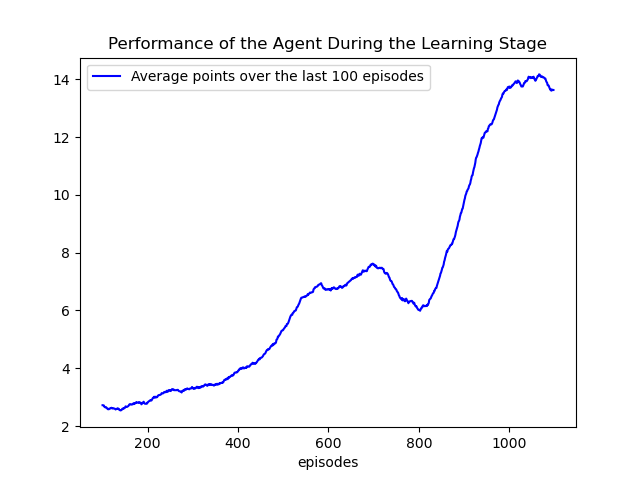 Performance of the Agent During the Learning Stage
Average points over the last 100 episodes
14
12
10
8
6
4
2
200 400 600 800 1000
episodes